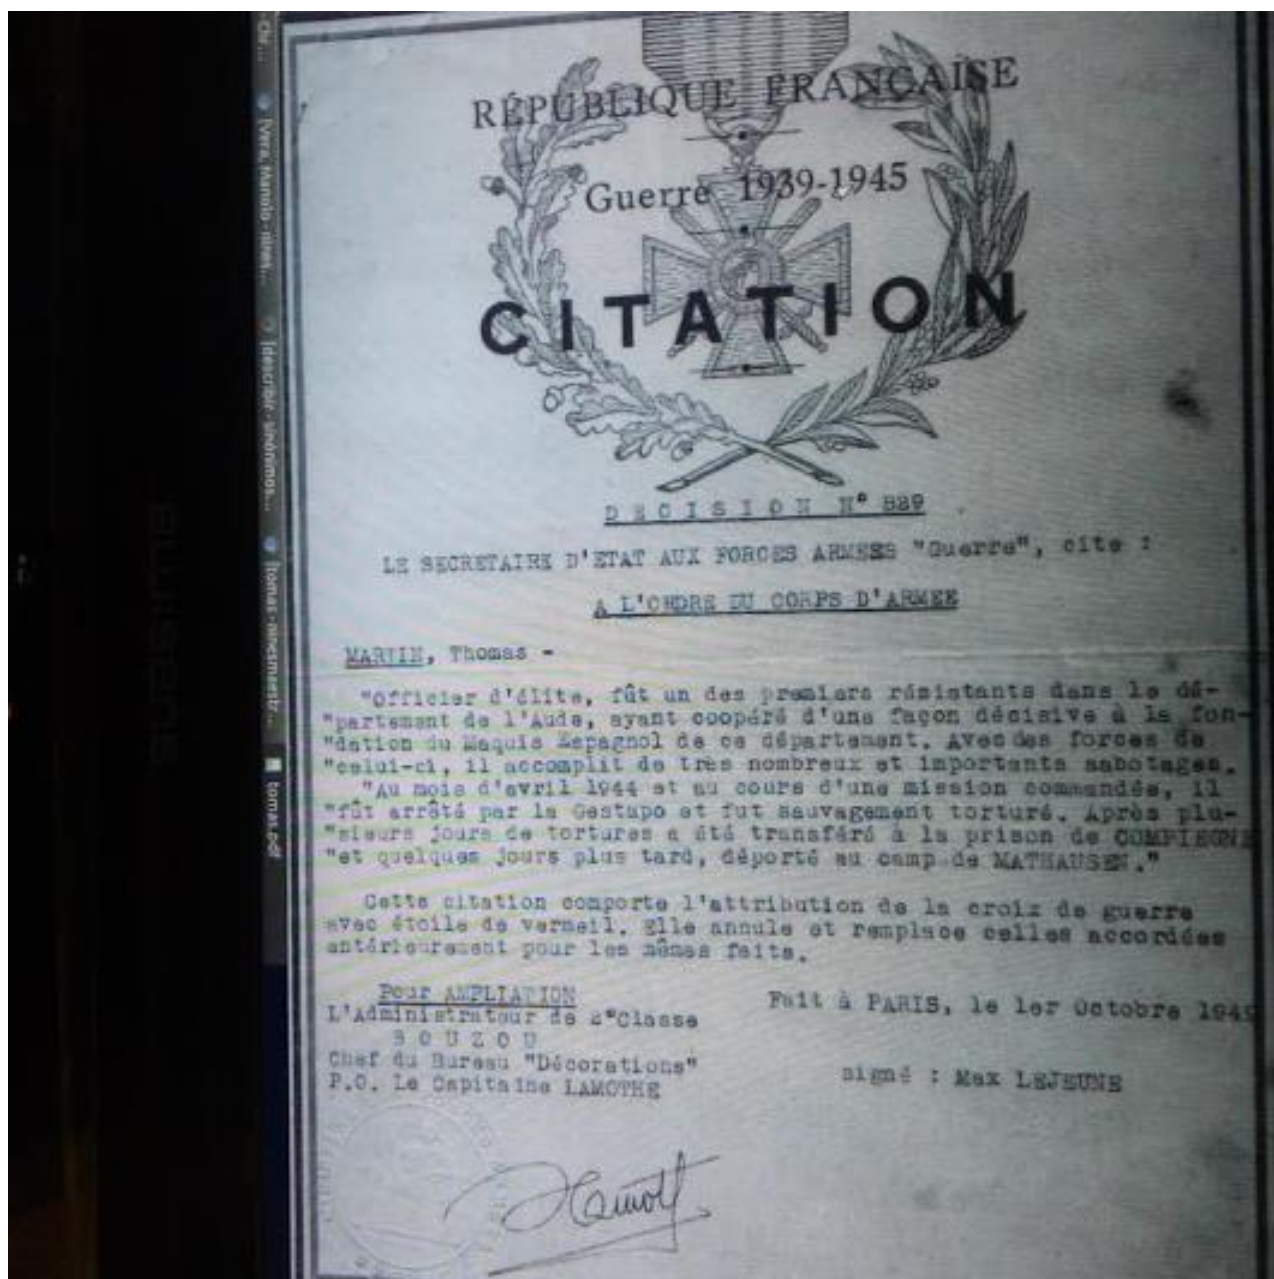 RÉPUBLIQUE FRANÇAISE
Guerre 1939-1945
CITATION
DECISION N° 829
LE SECRETAIRE D'ETAT AUX FORCES ARMEES "Guerre", cite :
A L'ORDRE DU CORPS D'ARMEE
MARTIN, Thomas -
"Officier d'élite, fût un des premiers résistants dans le dé-
"partement de l'Aude, ayant coopéré d'une façon décisive à la fon-
"dation du Maquis Espagnol de ce département. Avec des forces de
"celui-ci, il accomplit de très nombreux et importants sabotages.
"Au mois d'avril 1944 et au cours d'une mission commandée, il
"fût arrêté par la Gestapo et fut sauvagement torturé. Après plu-
"sieurs jours de tortures a été transféré à la prison de COMPIEGNE
"et quelques jours plus tard, déporté au camp de MATHAUSEN."
Cette citation comporte l'attribution de la croix de guerre
avec étoile de vermeil. Elle annule et remplace celles accordées
antérieurement pour les mêmes faits.
Pour AMPLIATION
L'Administrateur de 2°Classe
BOUZOU
Chef du Bureau "Décorations"
P.O. Le Capitaine LAMOTHE
Fait à PARIS, le 1er Octobre 194
signé : Max LEJEUNE
tomas.pdf